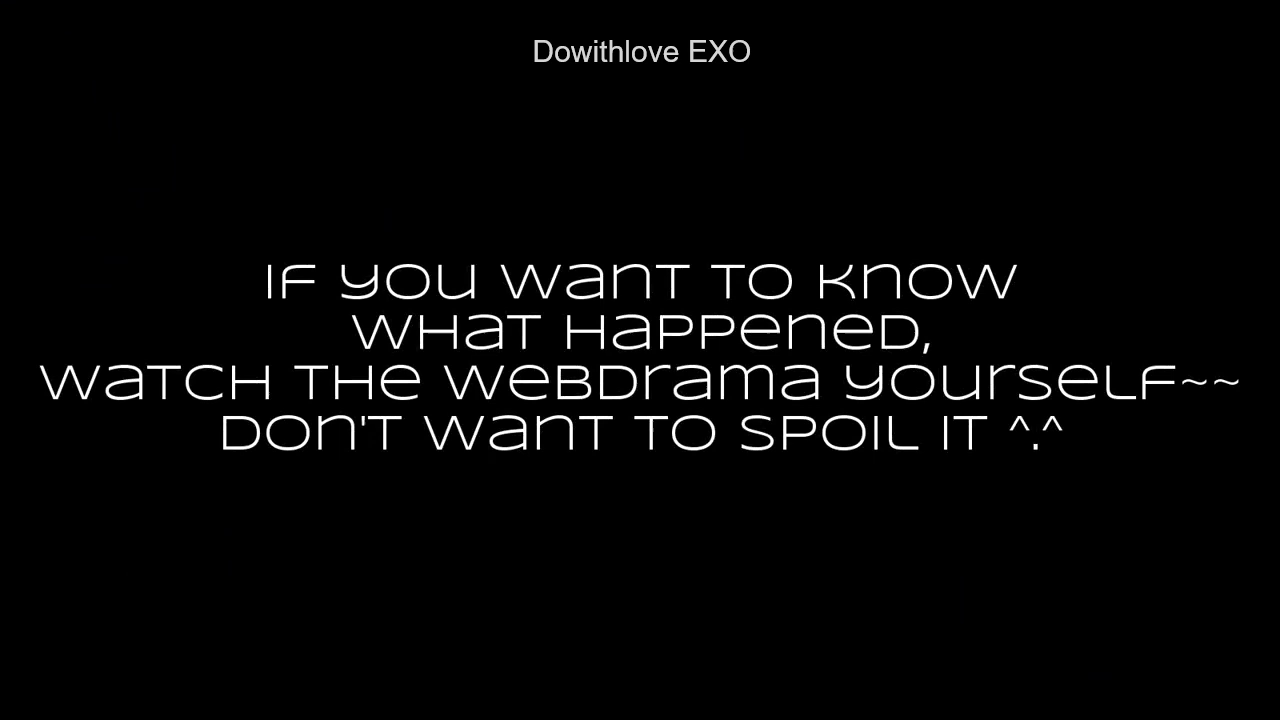 Dowithlove EXO
If you want to know
what happened,
watch the webdrama yourself~~
Don't want to spoil it ^.^